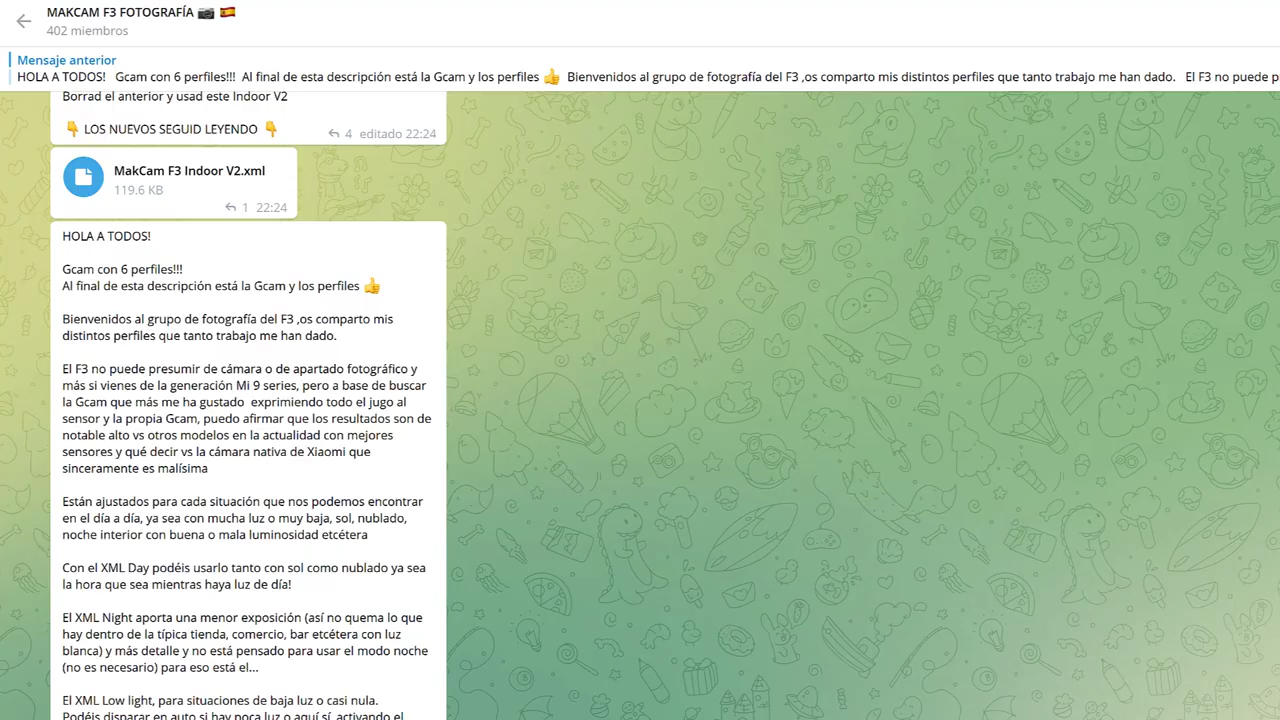 MAKCAM F3 FOTOGRAFÍA 📷 🇪🇸
402 miembros
Mensaje anterior
HOLA A TODOS! Gcam con 6 perfiles!!! Al final de esta descripción está la Gcam y los perfiles 👍 Bienvenidos al grupo de fotografía del F3 ,os comparto mis distintos perfiles que tanto trabajo me han dado. El F3 no puede p
Borrad el anterior y usad este Indoor V2
👇 LOS NUEVOS SEGUID LEYENDO 👇
4 editado 22:24
MakCam F3 Indoor V2.xml
119.6 KB
1 22:24
HOLA A TODOS!
Gcam con 6 perfiles!!!
Al final de esta descripción está la Gcam y los perfiles 👍
Bienvenidos al grupo de fotografía del F3 ,os comparto mis
distintos perfiles que tanto trabajo me han dado.
El F3 no puede presumir de cámara o de apartado fotográfico y
más si vienes de la generación Mi 9 series, pero a base de buscar
la Gcam que más me ha gustado exprimiendo todo el jugo al
sensor y la propia Gcam, puedo afirmar que los resultados son de
notable alto vs otros modelos en la actualidad con mejores
sensores y qué decir vs la cámara nativa de Xiaomi que
sinceramente es malísima
Están ajustados para cada situación que nos podemos encontrar
en el día a día, ya sea con mucha luz o muy baja, sol, nublado,
noche interior con buena o mala luminosidad etcétera
Con el XML Day podéis usarlo tanto con sol como nublado ya sea
la hora que sea mientras haya luz de día!
El XML Night aporta una menor exposición (así no quema lo que
hay dentro de la típica tienda, comercio, bar etcétera con luz
blanca) y más detalle y no está pensado para usar el modo noche
(no es necesario) para eso está el...
El XML Low light, para situaciones de baja luz o casi nula.
Podéis disparar en auto si hay poca luz o aquí sí, activando el